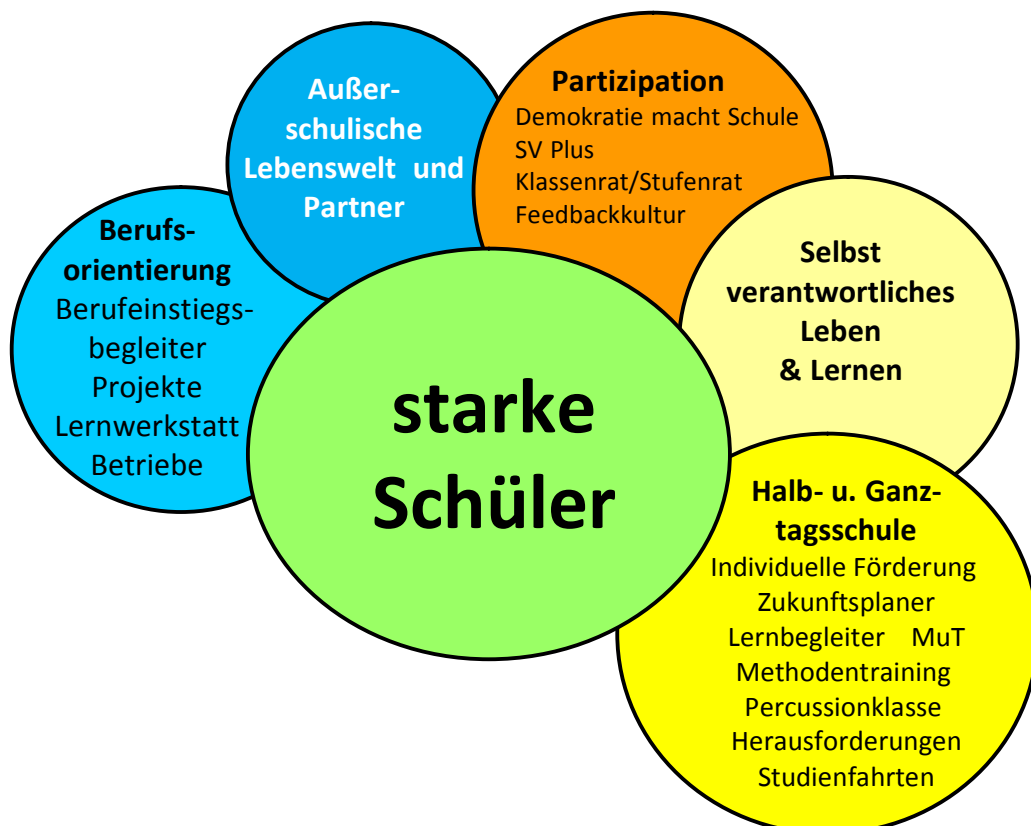 Außer-
schulische
Lebenswelt und
Partner
Partizipation
Demokratie macht Schule
SV Plus
Klassenrat/Stufenrat
Feedbackkultur
Berufs-
orientierung
Berufeinstiegs-
begleiter
Projekte
Lernwerkstatt
Betriebe
Selbst
verantwortliches
Leben
& Lernen
starke
Schüler
Halb- u. Ganz-
tagsschule
Individuelle Förderung
Zukunftsplaner
Lernbegleiter MuT
Methodentraining
Percussionklasse
Herausforderungen
Studienfahrten